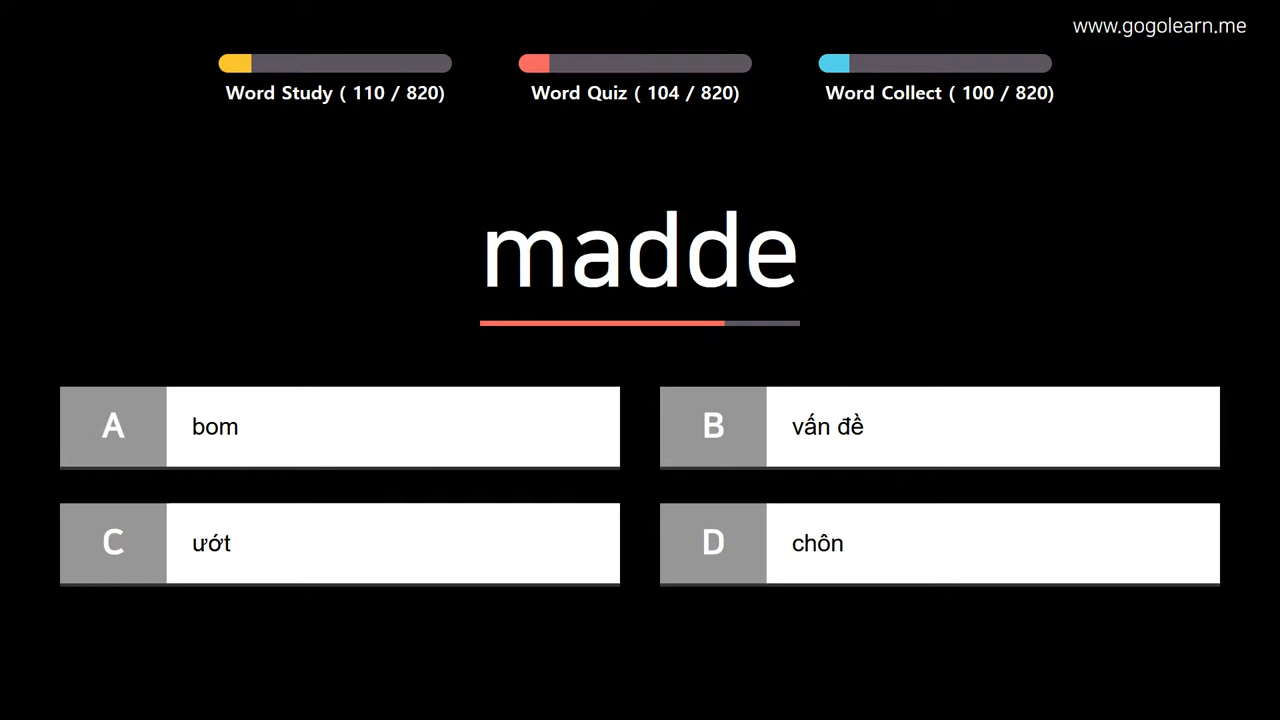 www.gogolearn.me
Word Study ( 110 / 820)
Word Quiz ( 104 / 820)
Word Collect ( 100 / 820)
madde
A bom
B vấn đề
C ướt
D chôn